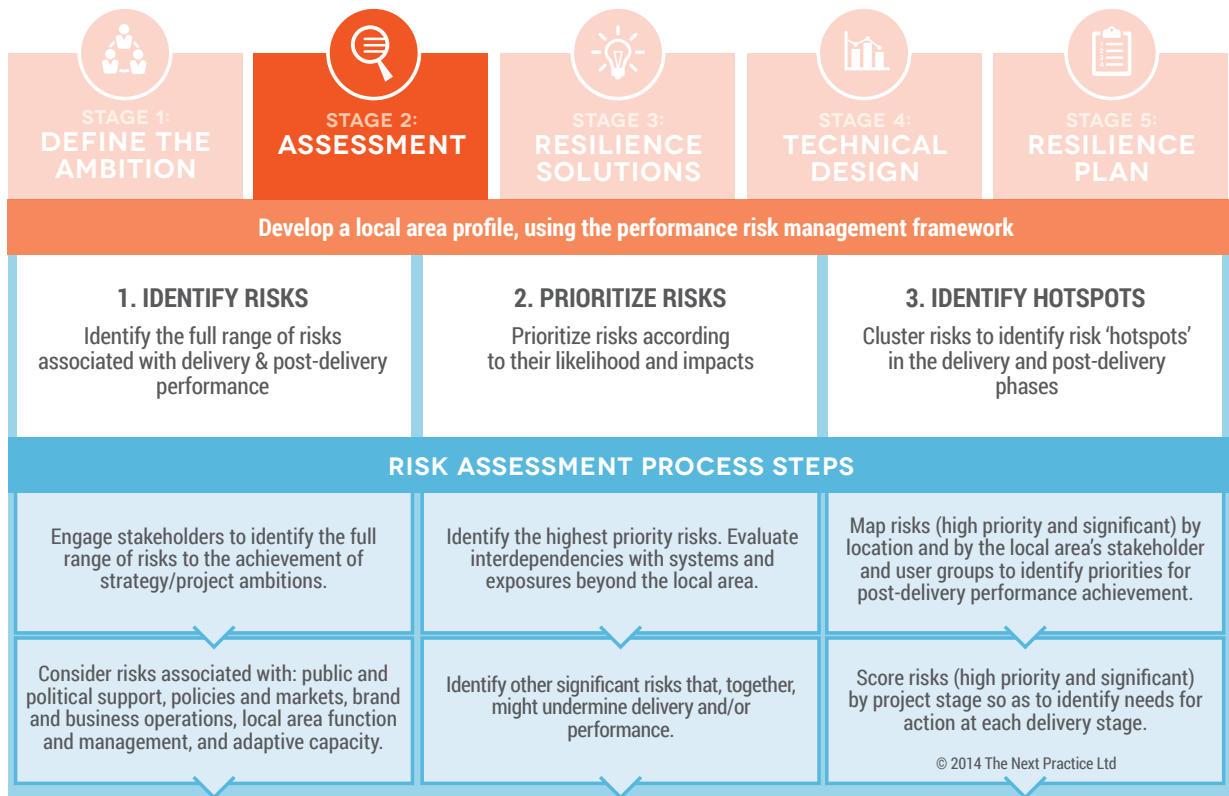 STAGE 1:
DEFINE THE
AMBITION
STAGE 2:
ASSESSMENT
STAGE 3:
RESILIENCE
SOLUTIONS
STAGE 4:
TECHNICAL
DESIGN
1
2
3
4
STAGE 5:
RESILIENCE
PLAN
Develop a local area profile, using the performance risk management framework
1. IDENTIFY RISKS
Identify the full range of risks
associated with delivery & post-delivery
performance
2. PRIORITIZE RISKS
Prioritize risks according
to their likelihood and impacts
3. IDENTIFY HOTSPOTS
Cluster risks to identify risk ‘hotspots’
in the delivery and post-delivery
phases
RISK ASSESSMENT PROCESS STEPS
Engage stakeholders to identify the full
range of risks to the achievement of
strategy/project ambitions.
Identify the highest priority risks. Evaluate
interdependencies with systems and
exposures beyond the local area.
Map risks (high priority and significant) by
location and by the local area’s stakeholder
and user groups to identify priorities for
post-delivery performance achievement.
Consider risks associated with: public and
political support, policies and markets, brand
and business operations, local area function
and management, and adaptive capacity.
Identify other significant risks that, together,
might undermine delivery and/or
performance.
Score risks (high priority and significant)
by project stage so as to identify needs for
action at each delivery stage.
© 2014 The Next Practice Ltd